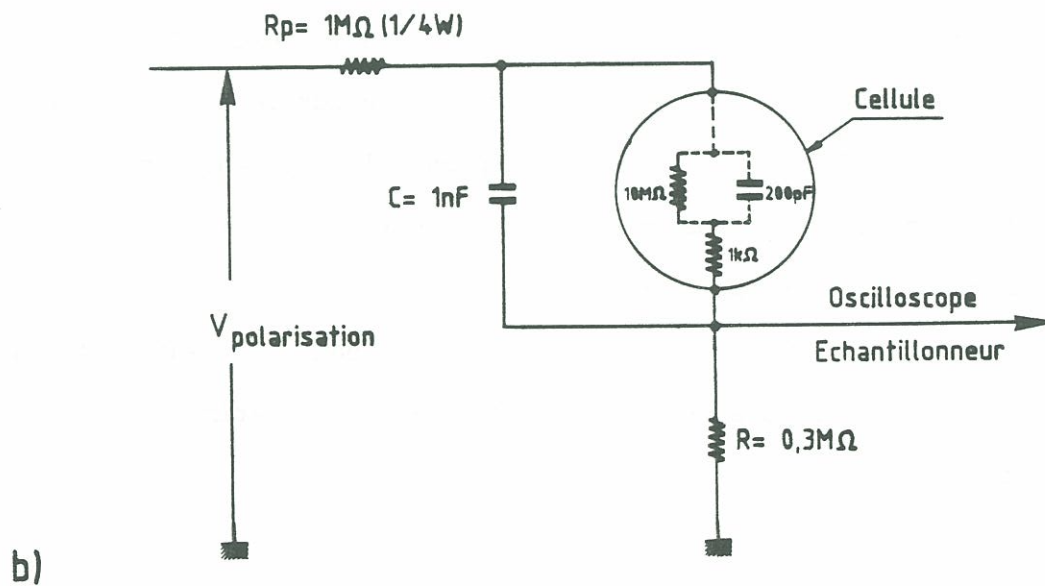 Rp= 1MΩ (1/4W)
Cellule
C= 1nF
10MΩ
200pF
1kΩ
Oscilloscope
Echantillonneur
Vpolarisation
R= 0,3MΩ
b)